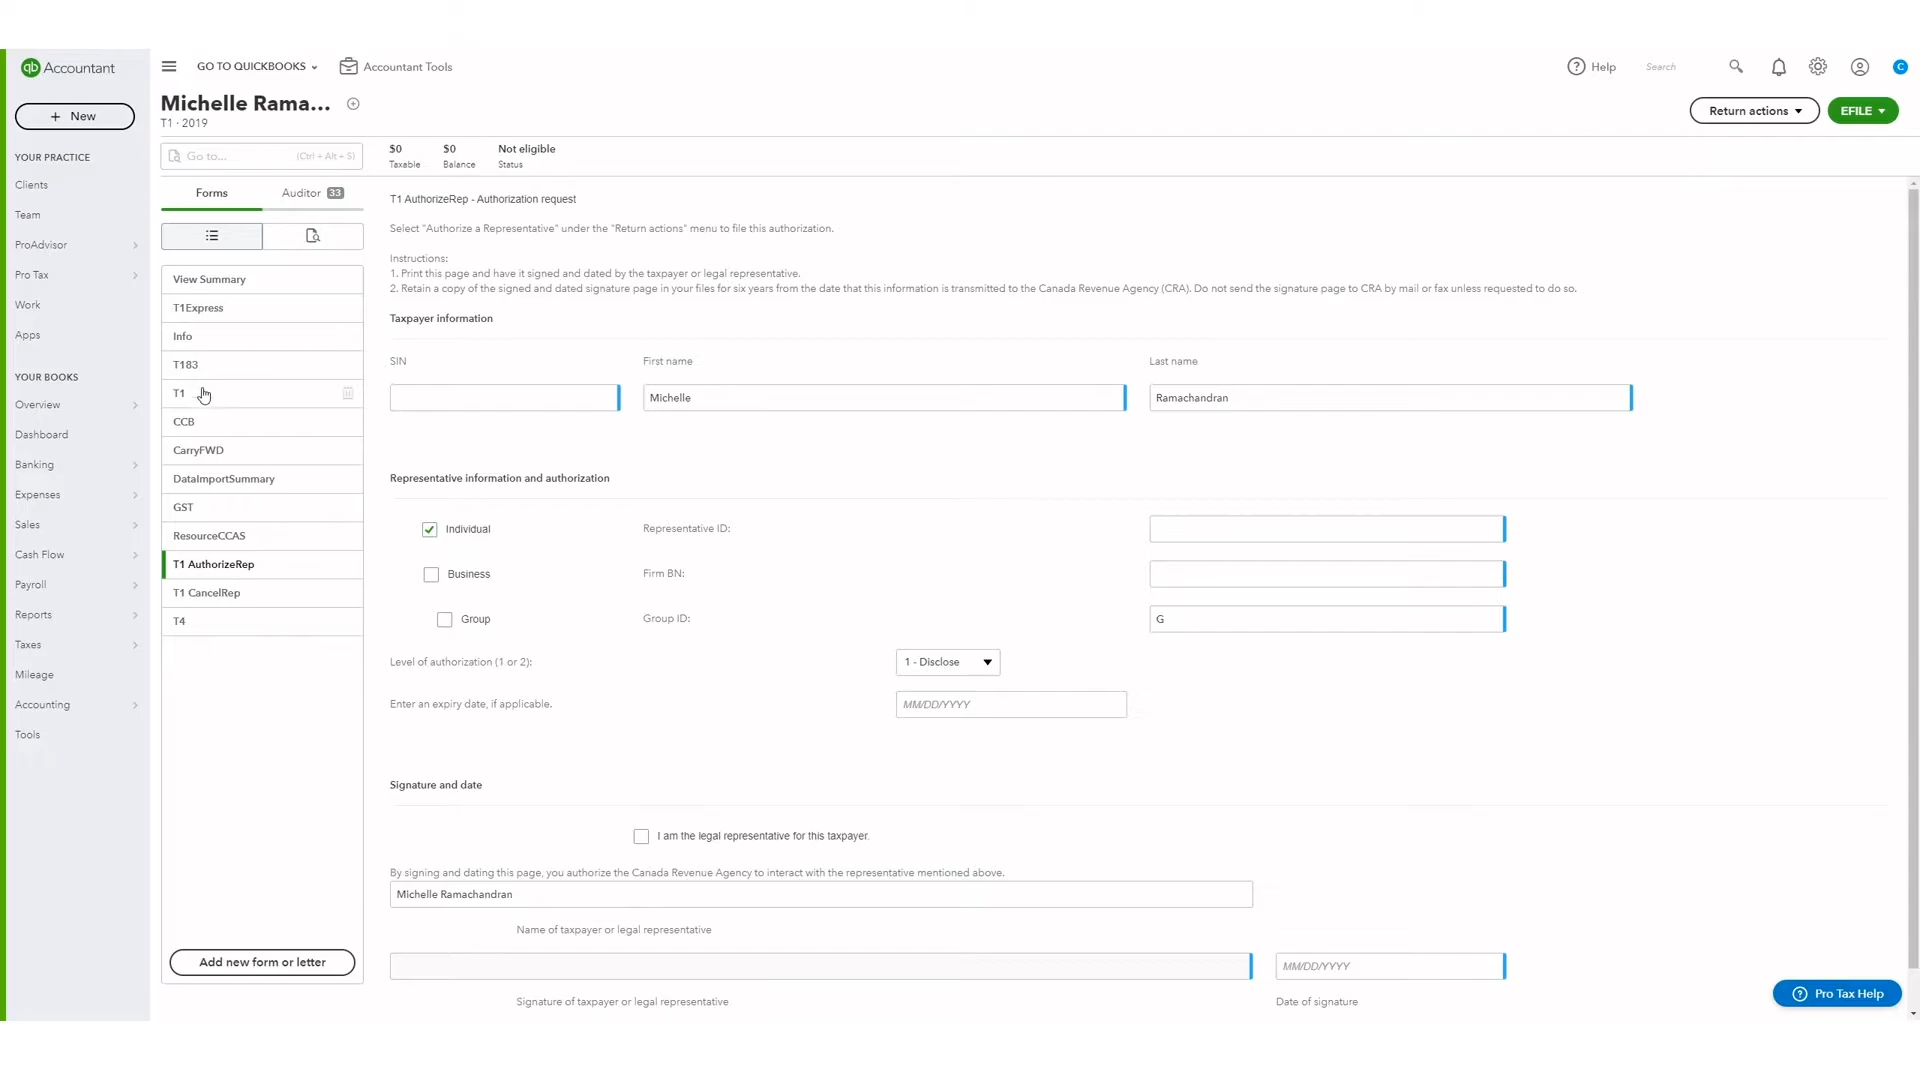 qb Accountant
GO TO QUICKBOOKS
Accountant Tools
Help
Search
C
+ New
Michelle Rama...
T1 · 2019
Return actions
EFILE
YOUR PRACTICE
Clients
Team
ProAdvisor
Pro Tax
Work
Apps
YOUR BOOKS
Overview
Dashboard
Banking
Expenses
Sales
Cash Flow
Payroll
Reports
Taxes
Mileage
Accounting
Tools
Go to... (Ctrl + Alt + S)
$0
Taxable
$0
Balance
Not eligible
Status
Forms
Auditor 33
View Summary
T1Express
Info
T183
T1
CCB
CarryFWD
DataImportSummary
GST
ResourceCCAS
T1 AuthorizeRep
T1 CancelRep
T4
Add new form or letter
T1 AuthorizeRep - Authorization request
Select "Authorize a Representative" under the "Return actions" menu to file this authorization.
Instructions:
1. Print this page and have it signed and dated by the taxpayer or legal representative.
2. Retain a copy of the signed and dated signature page in your files for six years from the date that this information is transmitted to the Canada Revenue Agency (CRA). Do not send the signature page to CRA by mail or fax unless requested to do so.
Taxpayer information
SIN
First name
Last name
Michelle
Ramachandran
Representative information and authorization
Individual
Representative ID:
Business
Firm BN:
Group
Group ID:
G
Level of authorization (1 or 2):
1 - Disclose
Enter an expiry date, if applicable.
MM/DD/YYYY
Signature and date
I am the legal representative for this taxpayer.
By signing and dating this page, you authorize the Canada Revenue Agency to interact with the representative mentioned above.
Michelle Ramachandran
Name of taxpayer or legal representative
MM/DD/YYYY
Signature of taxpayer or legal representative
Date of signature
Pro Tax Help